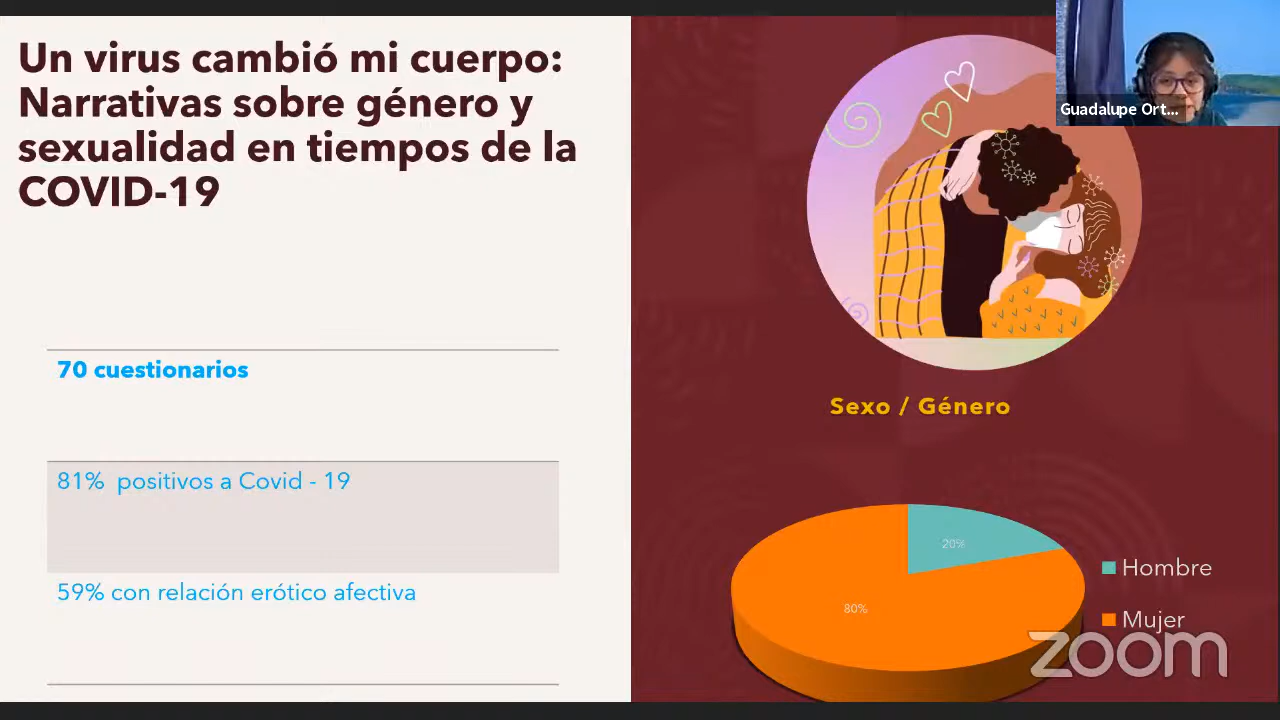 Un virus cambió mi cuerpo:
Narrativas sobre género y
sexualidad en tiempos de la
COVID-19
70 cuestionarios
81%  positivos a Covid - 19
59% con relación erótico afectiva
Guadalupe Ort...
Sexo / Género
20%
80%
Hombre
Mujer
zoom